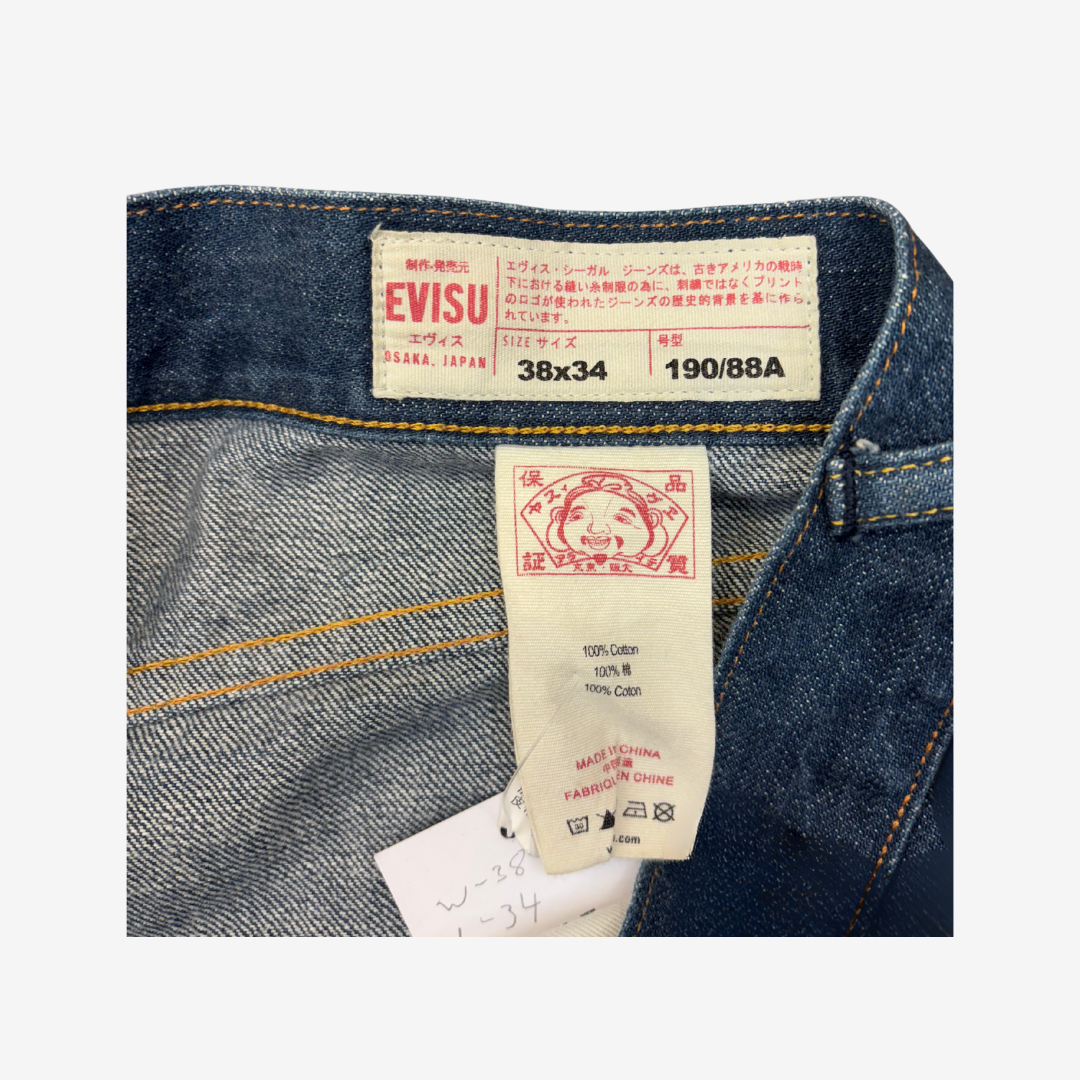 制作·発売元
EVISU
エヴィス
OSAKA, JAPAN
エヴィス・シーガル ジーンズは、古きアメリカの戦時
下における縫い糸制限の為に、刺繍ではなくプリント
のロゴが使われたジーンズの歴史的背景を基に作ら
れています。
SIZE サイズ
38x34
号型
190/88A
保 品
証 質
100% Cotton
100% 棉
100% Coton
MADE IN CHINA
FABRIQUÉ EN CHINE
30
.com
W-38
L-34